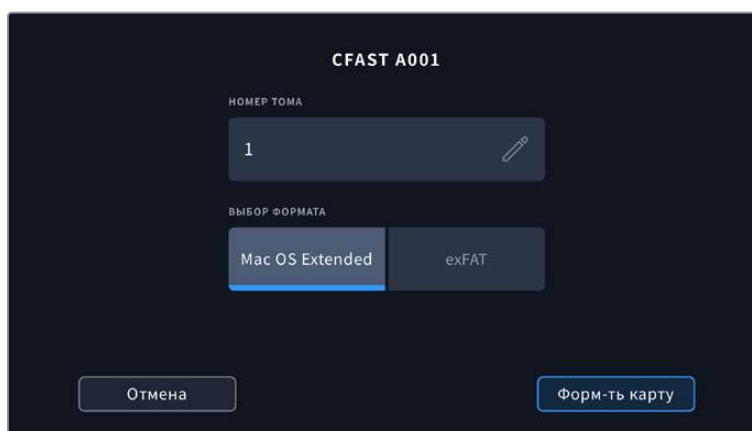 CFAST A001
НОМЕР ТОМА
1
ВЫБОР ФОРМАТА
Mac OS Extended exFAT
Отмена Форм-ть карту